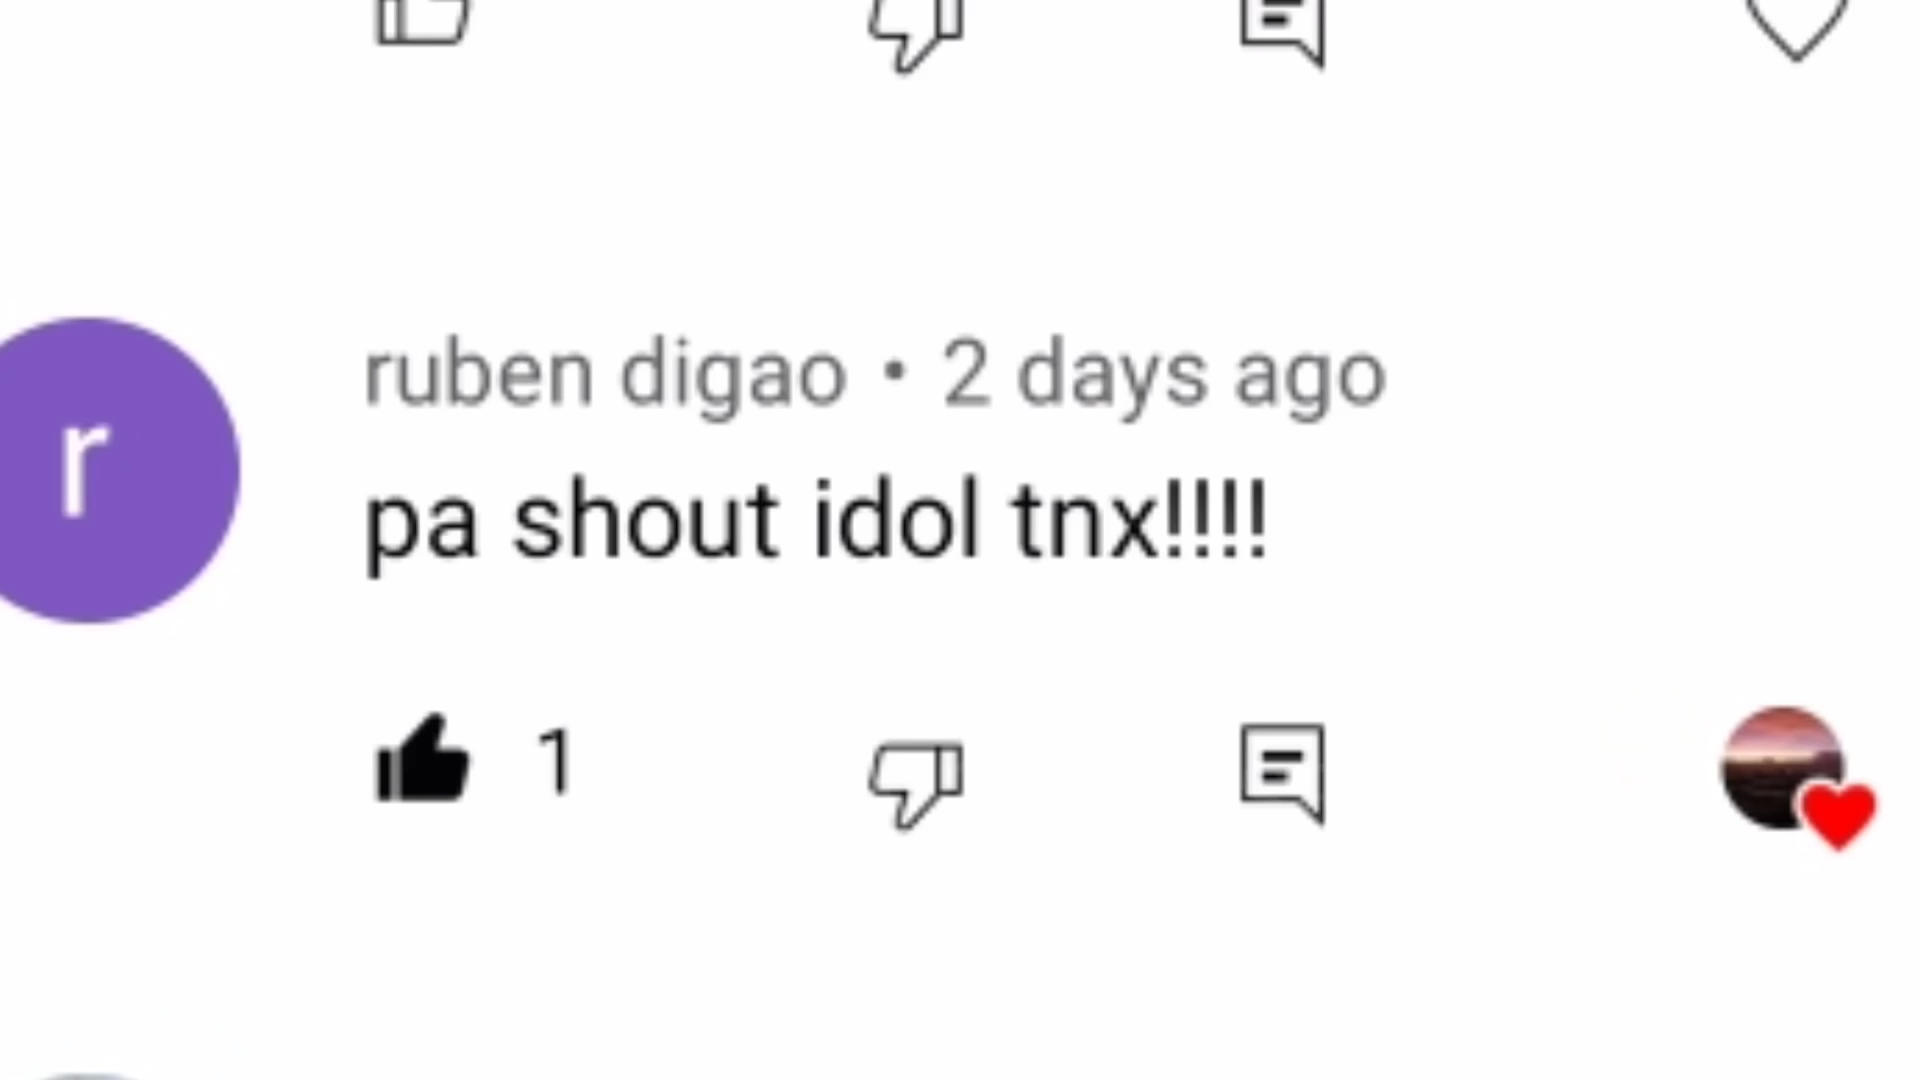 ruben digao • 2 days ago
r
pa shout idol tnx!!!!
1